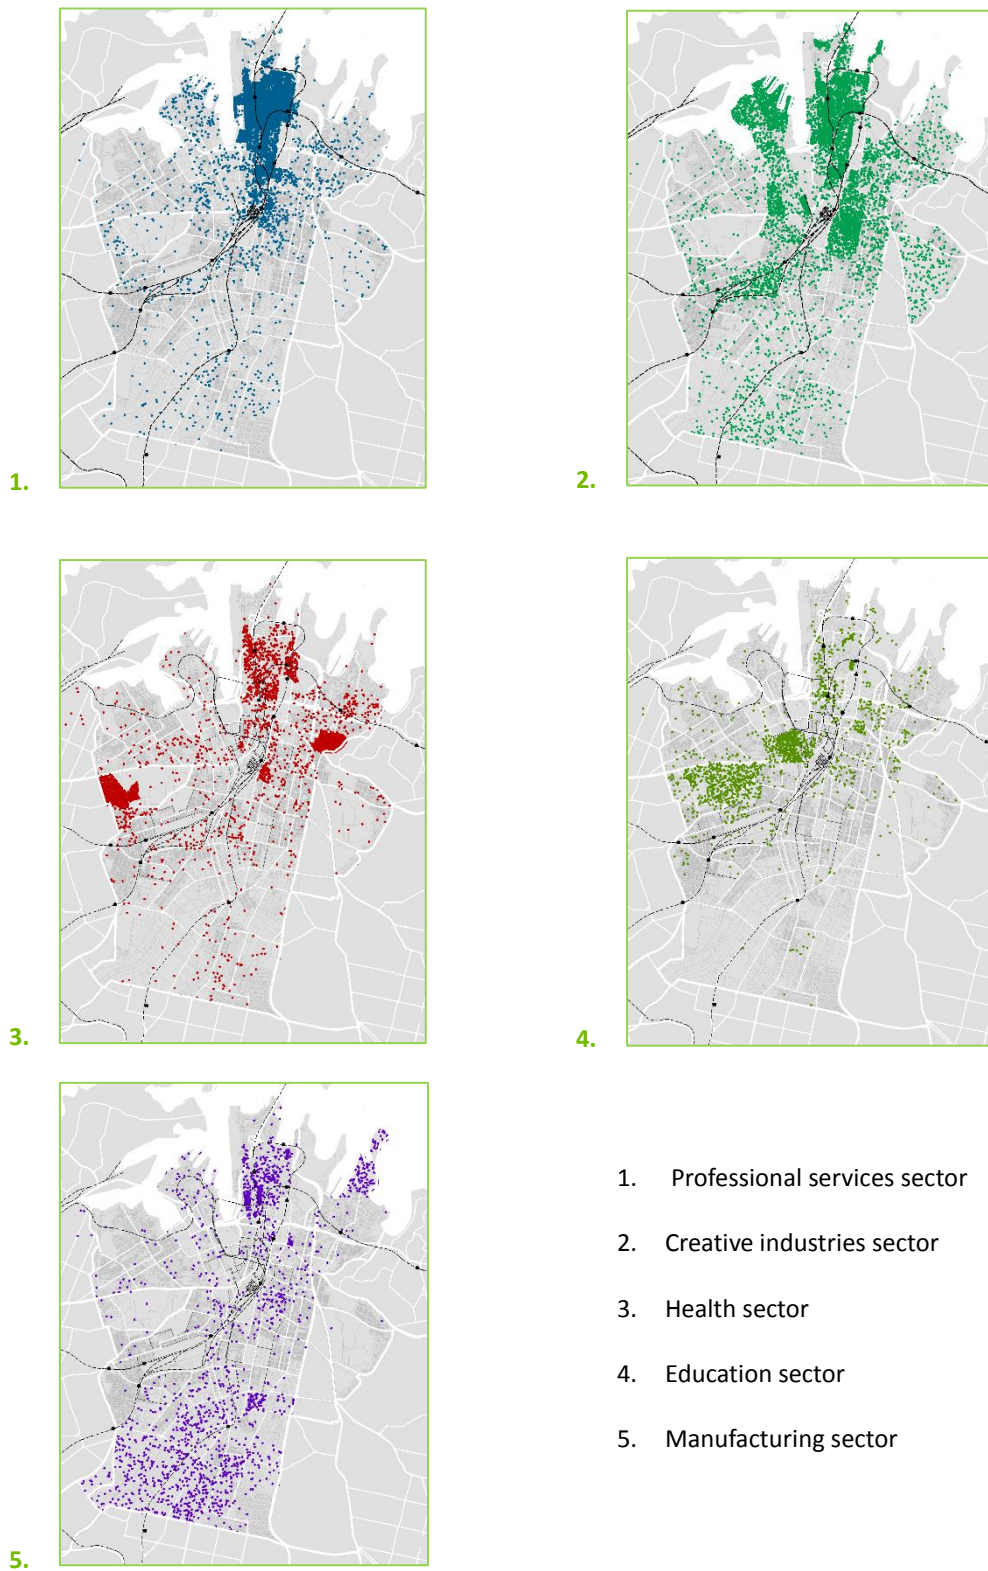 1.
2.
3.
4.
5.
1. Professional services sector
2. Creative industries sector
3. Health sector
4. Education sector
5. Manufacturing sector